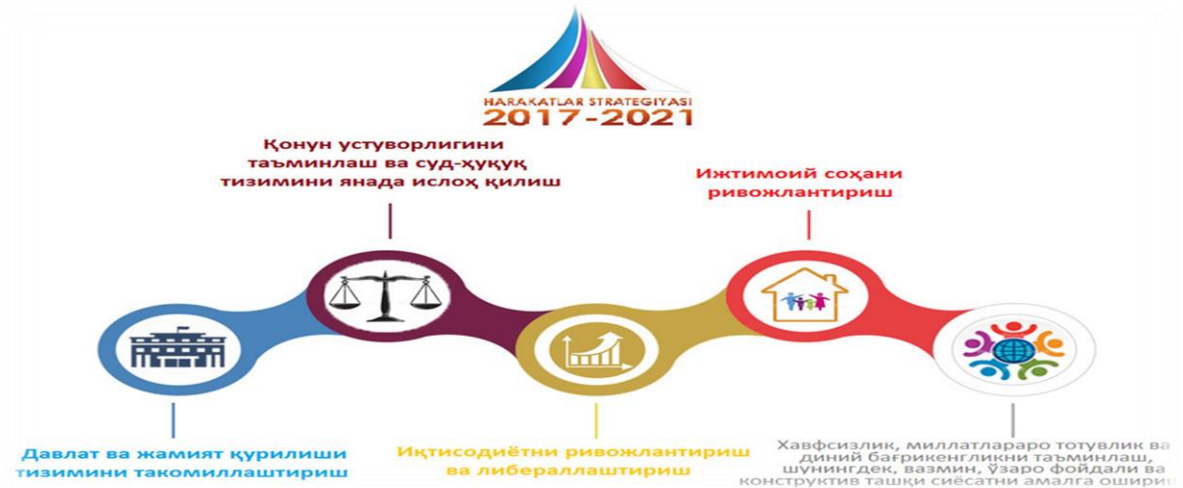 HARAKATLAR STRATEGIYASI
2017-2021
Қонун устуворлигини
таъминлаш ва суд-ҳуқуқ
тизимини янада ислоҳ қилиш
Ижтимоий соҳани
ривожлантириш
Давлат ва жамият қурилиши
тизимини такомиллаштириш
Иқтисодиётни ривожлантириш
ва либераллаштириш
Хавфсизлик, миллатлараро тотувлик ва
диний бағрикенгликни таъминлаш,
шунингдек, вазмин, ўзаро фойдали ва
конструктив ташқи сиёсатни амалга ошириш